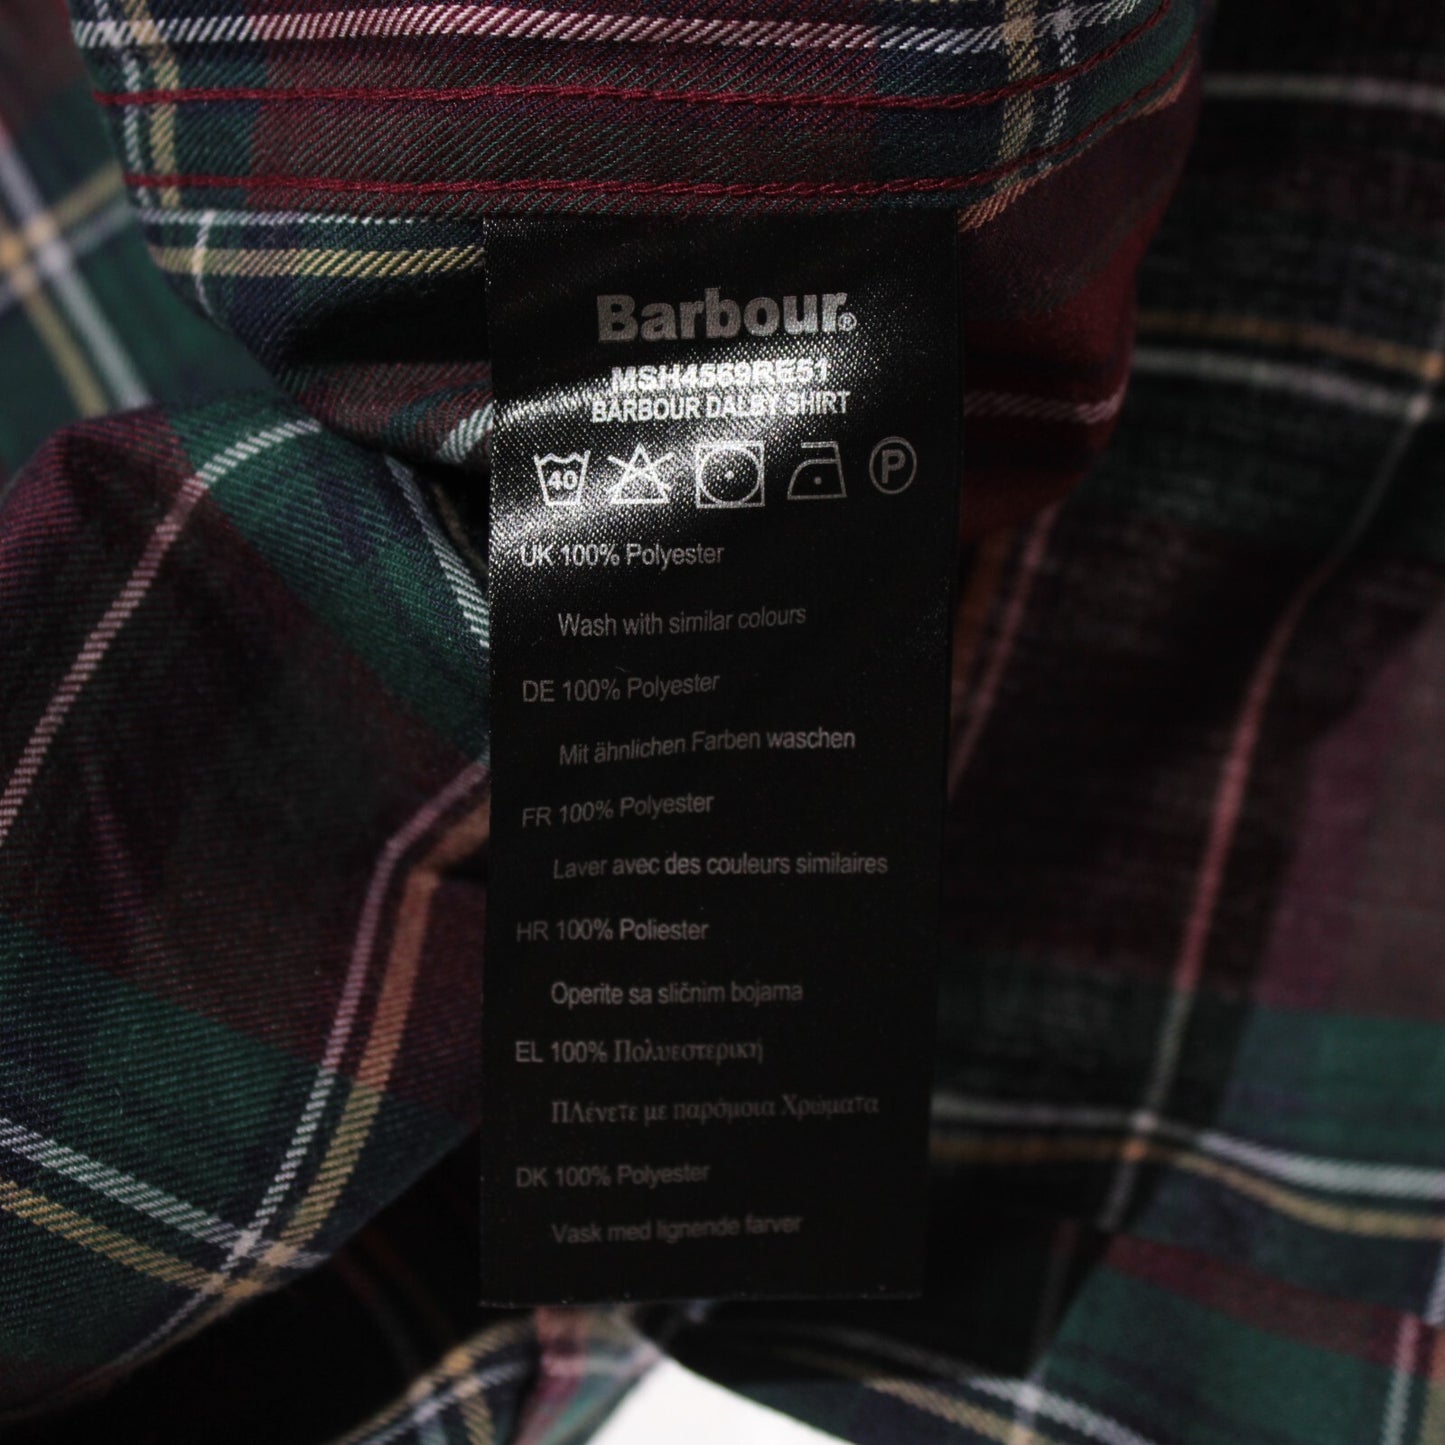 Barbour®
MSH4569RE51
BARBOUR DALBY SHIRT
40 P
UK 100% Polyester
Wash with similar colours
DE 100% Polyester
Mit ähnlichen Farben waschen
FR 100% Polyester
Laver avec des couleurs similaires
HR 100% Poliester
Operite sa sličnim bojama
EL 100% Πολυεστερική
ΠΛένετε με παρόμοια Χρώματα
DK 100% Polyester
Vask med lignende farver